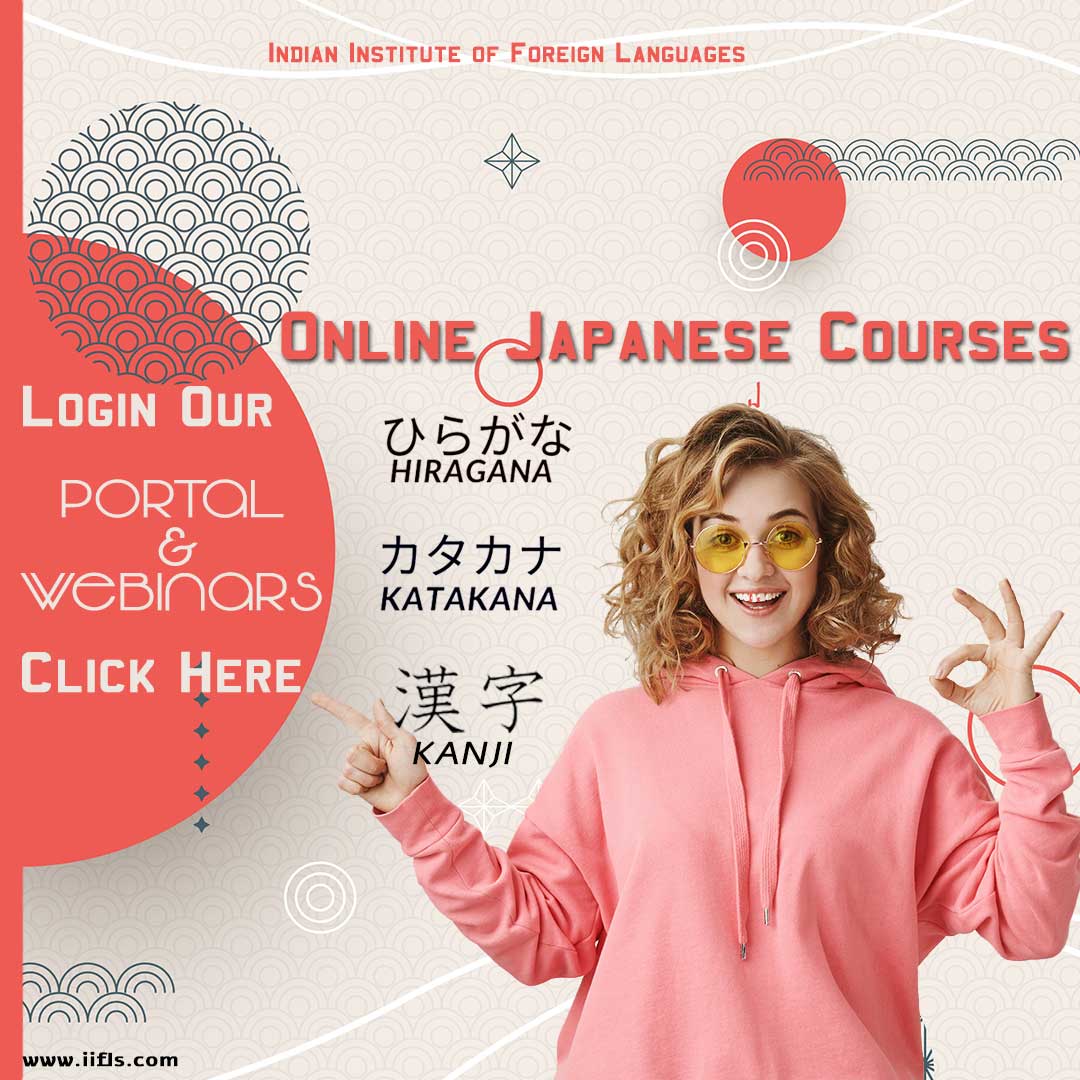 Indian Institute of Foreign Languages
Online Japanese Courses
Login Our
PORTAL
&
WEBINARS
Click Here
ひらがな
HIRAGANA
カタカナ
KATAKANA
漢字
KANJI
www.iifls.com